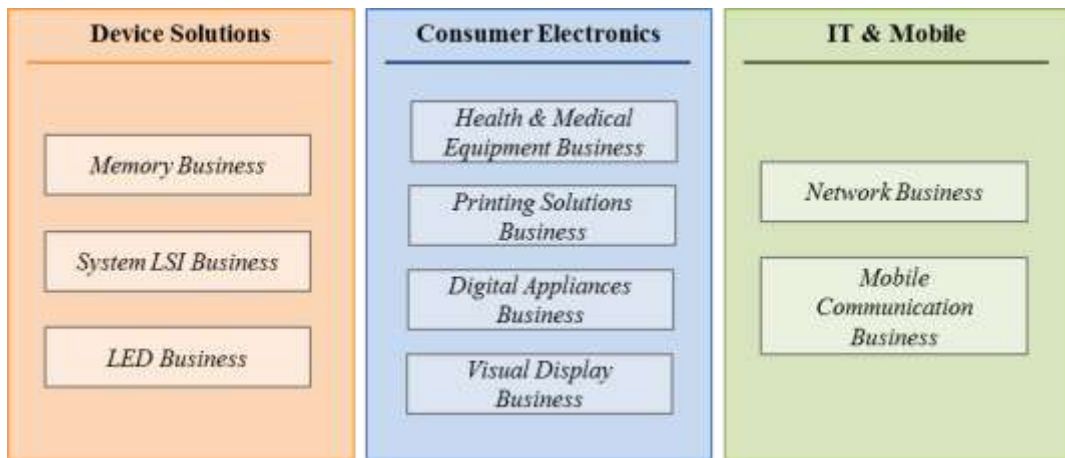 Device Solutions
Memory Business
System LSI Business
LED Business
Consumer Electronics
Health & Medical
Equipment Business
Printing Solutions
Business
Digital Appliances
Business
Visual Display
Business
IT & Mobile
Network Business
Mobile
Communication
Business